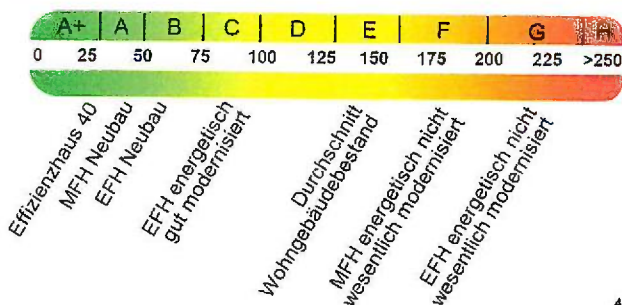 A+ A B C D E F G H
0 25 50 75 100 125 150 175 200 225 >250
Effizienzhaus 40
MFH Neubau
EFH Neubau
EFH energetisch
gut modernisiert
Durchschnitt
Wohngebäudebestand
MFH energetisch nicht
wesentlich modernisiert
EFH energetisch nicht
wesentlich modernisiert